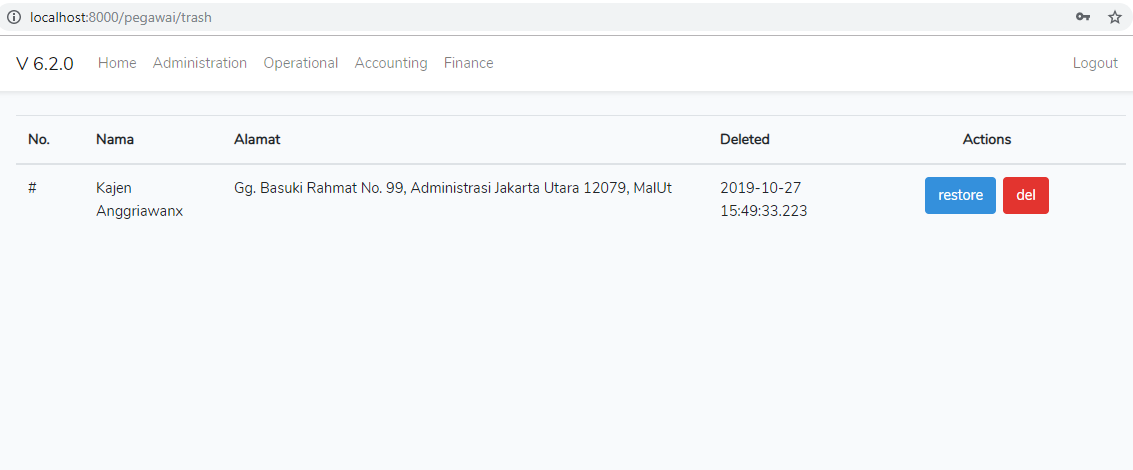 localhost:8000/pegawai/trash
V 6.2.0 Home Administration Operational Accounting Finance Logout
No. Nama Alamat Deleted Actions
# Kajen Gg. Basuki Rahmat No. 99, Administrasi Jakarta Utara 12079, MalUt 2019-10-27 restore del
Anggriawanx 15:49:33.223